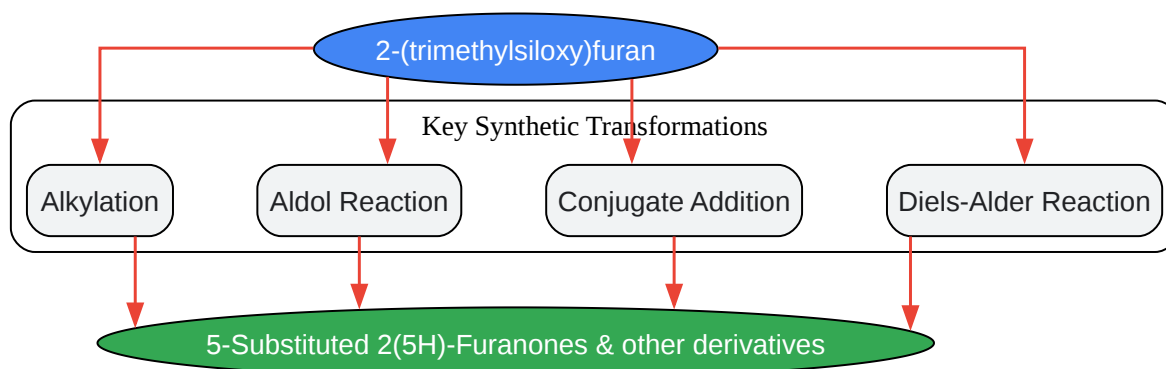 2-(trimethylsiloxy)furan
Key Synthetic Transformations
Alkylation
Aldol Reaction
Conjugate Addition
Diels-Alder Reaction
5-Substituted 2(5H)-Furanones & other derivatives